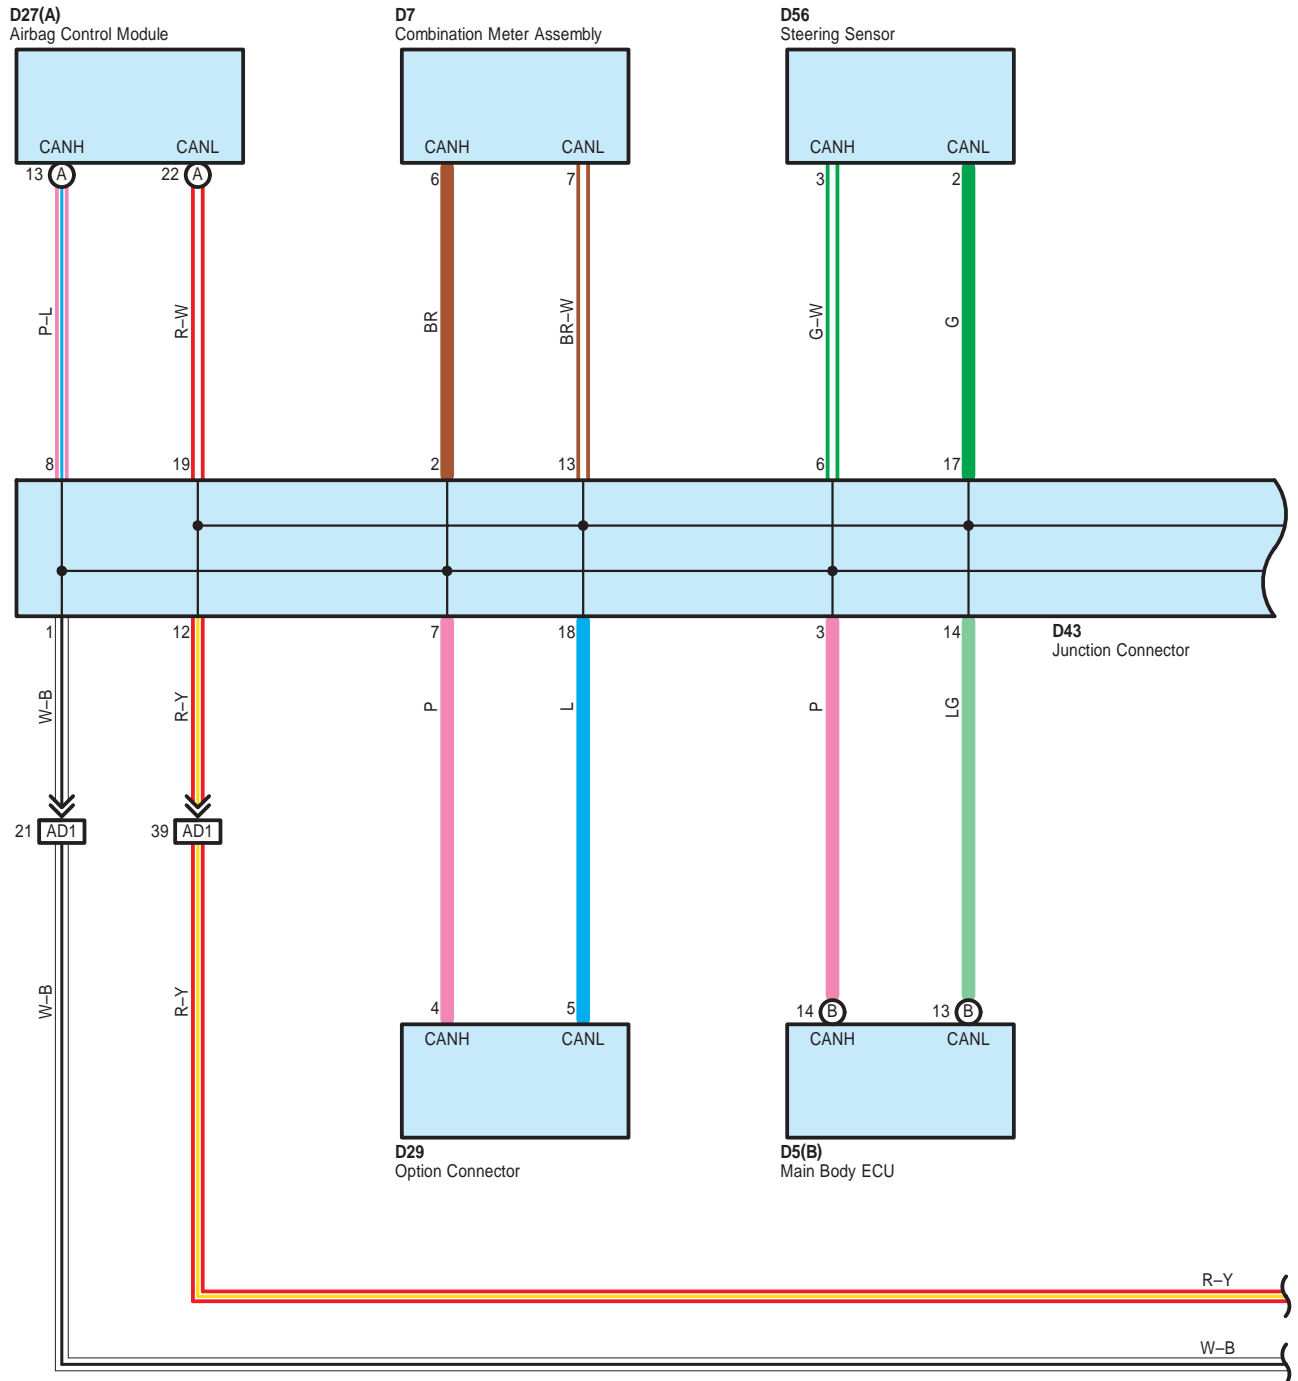 D27(A)
Airbag Control Module
D7
Combination Meter Assembly
D56
Steering Sensor
CANH
CANL
CANH
CANL
CANH
CANL
13
A
22
A
6
7
3
2
P–L
R–W
BR
BR–W
G–W
G
8
19
2
13
6
17
1
12
7
18
3
14
D43
Junction Connector
W–B
R–Y
P
L
P
LG
21
AD1
39
AD1
W–B
R–Y
4
5
14
B
13
B
CANH
CANL
CANH
CANL
D29
Option Connector
D5(B)
Main Body ECU
R–Y
W–B